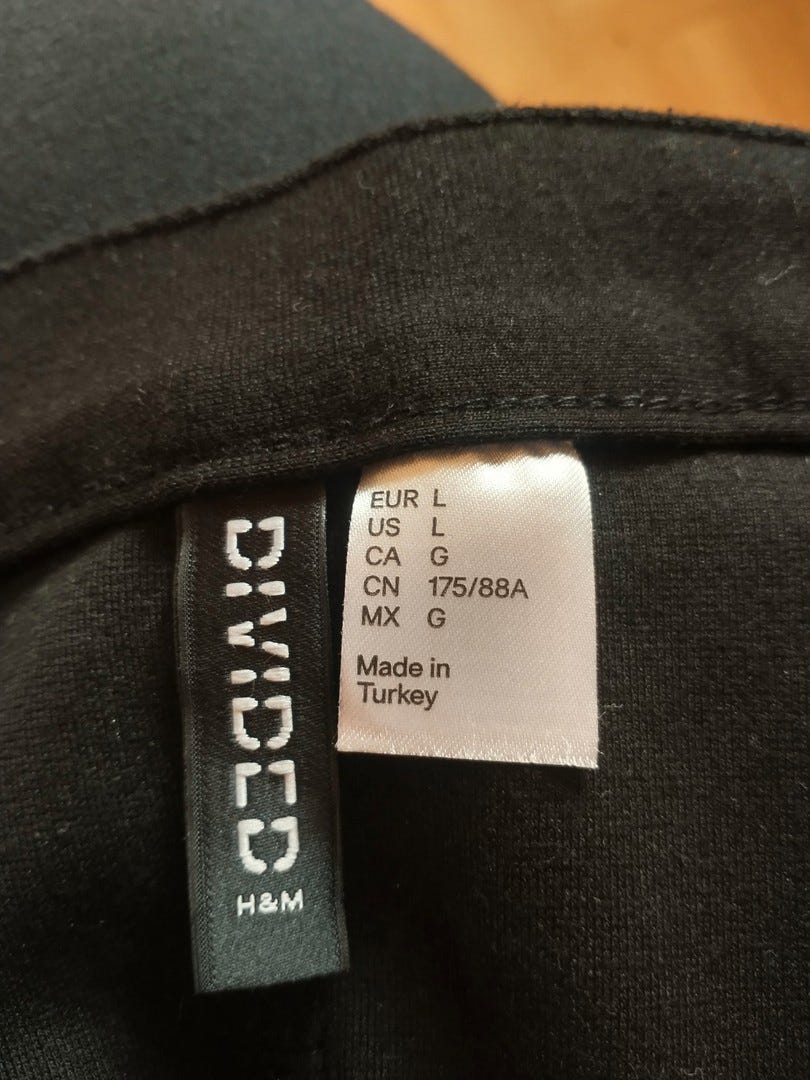 DIVIDED
H&M
EUR L
US L
CA G
CN 175/88A
MX G
Made in
Turkey